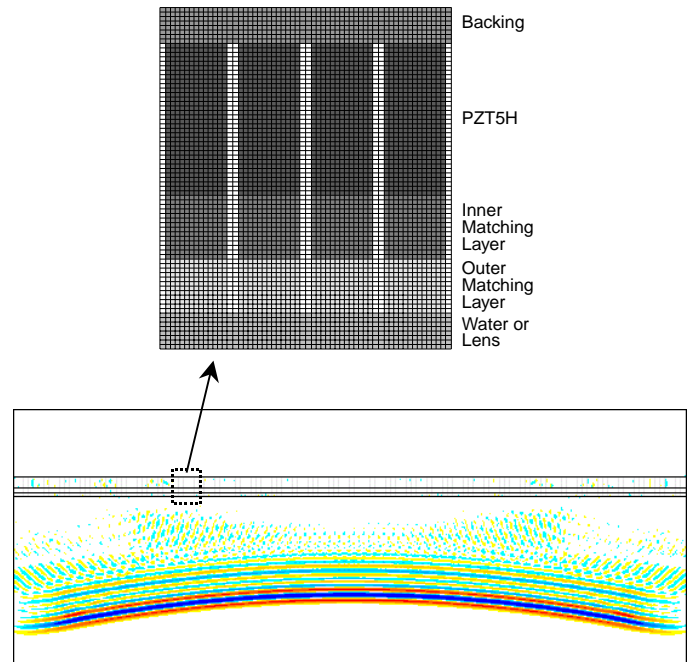 Backing
PZT5H
Inner
Matching
Layer
Outer
Matching
Layer
Water or
Lens